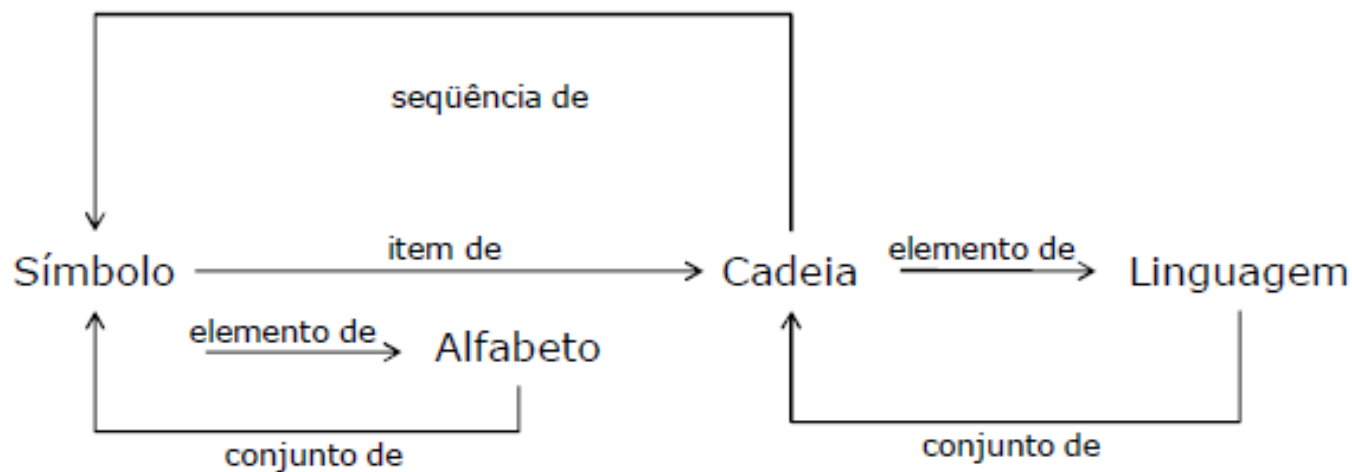 seqüência de
item de
elemento de
Símbolo
Cadeia
Linguagem
elemento de
Alfabeto
conjunto de
conjunto de